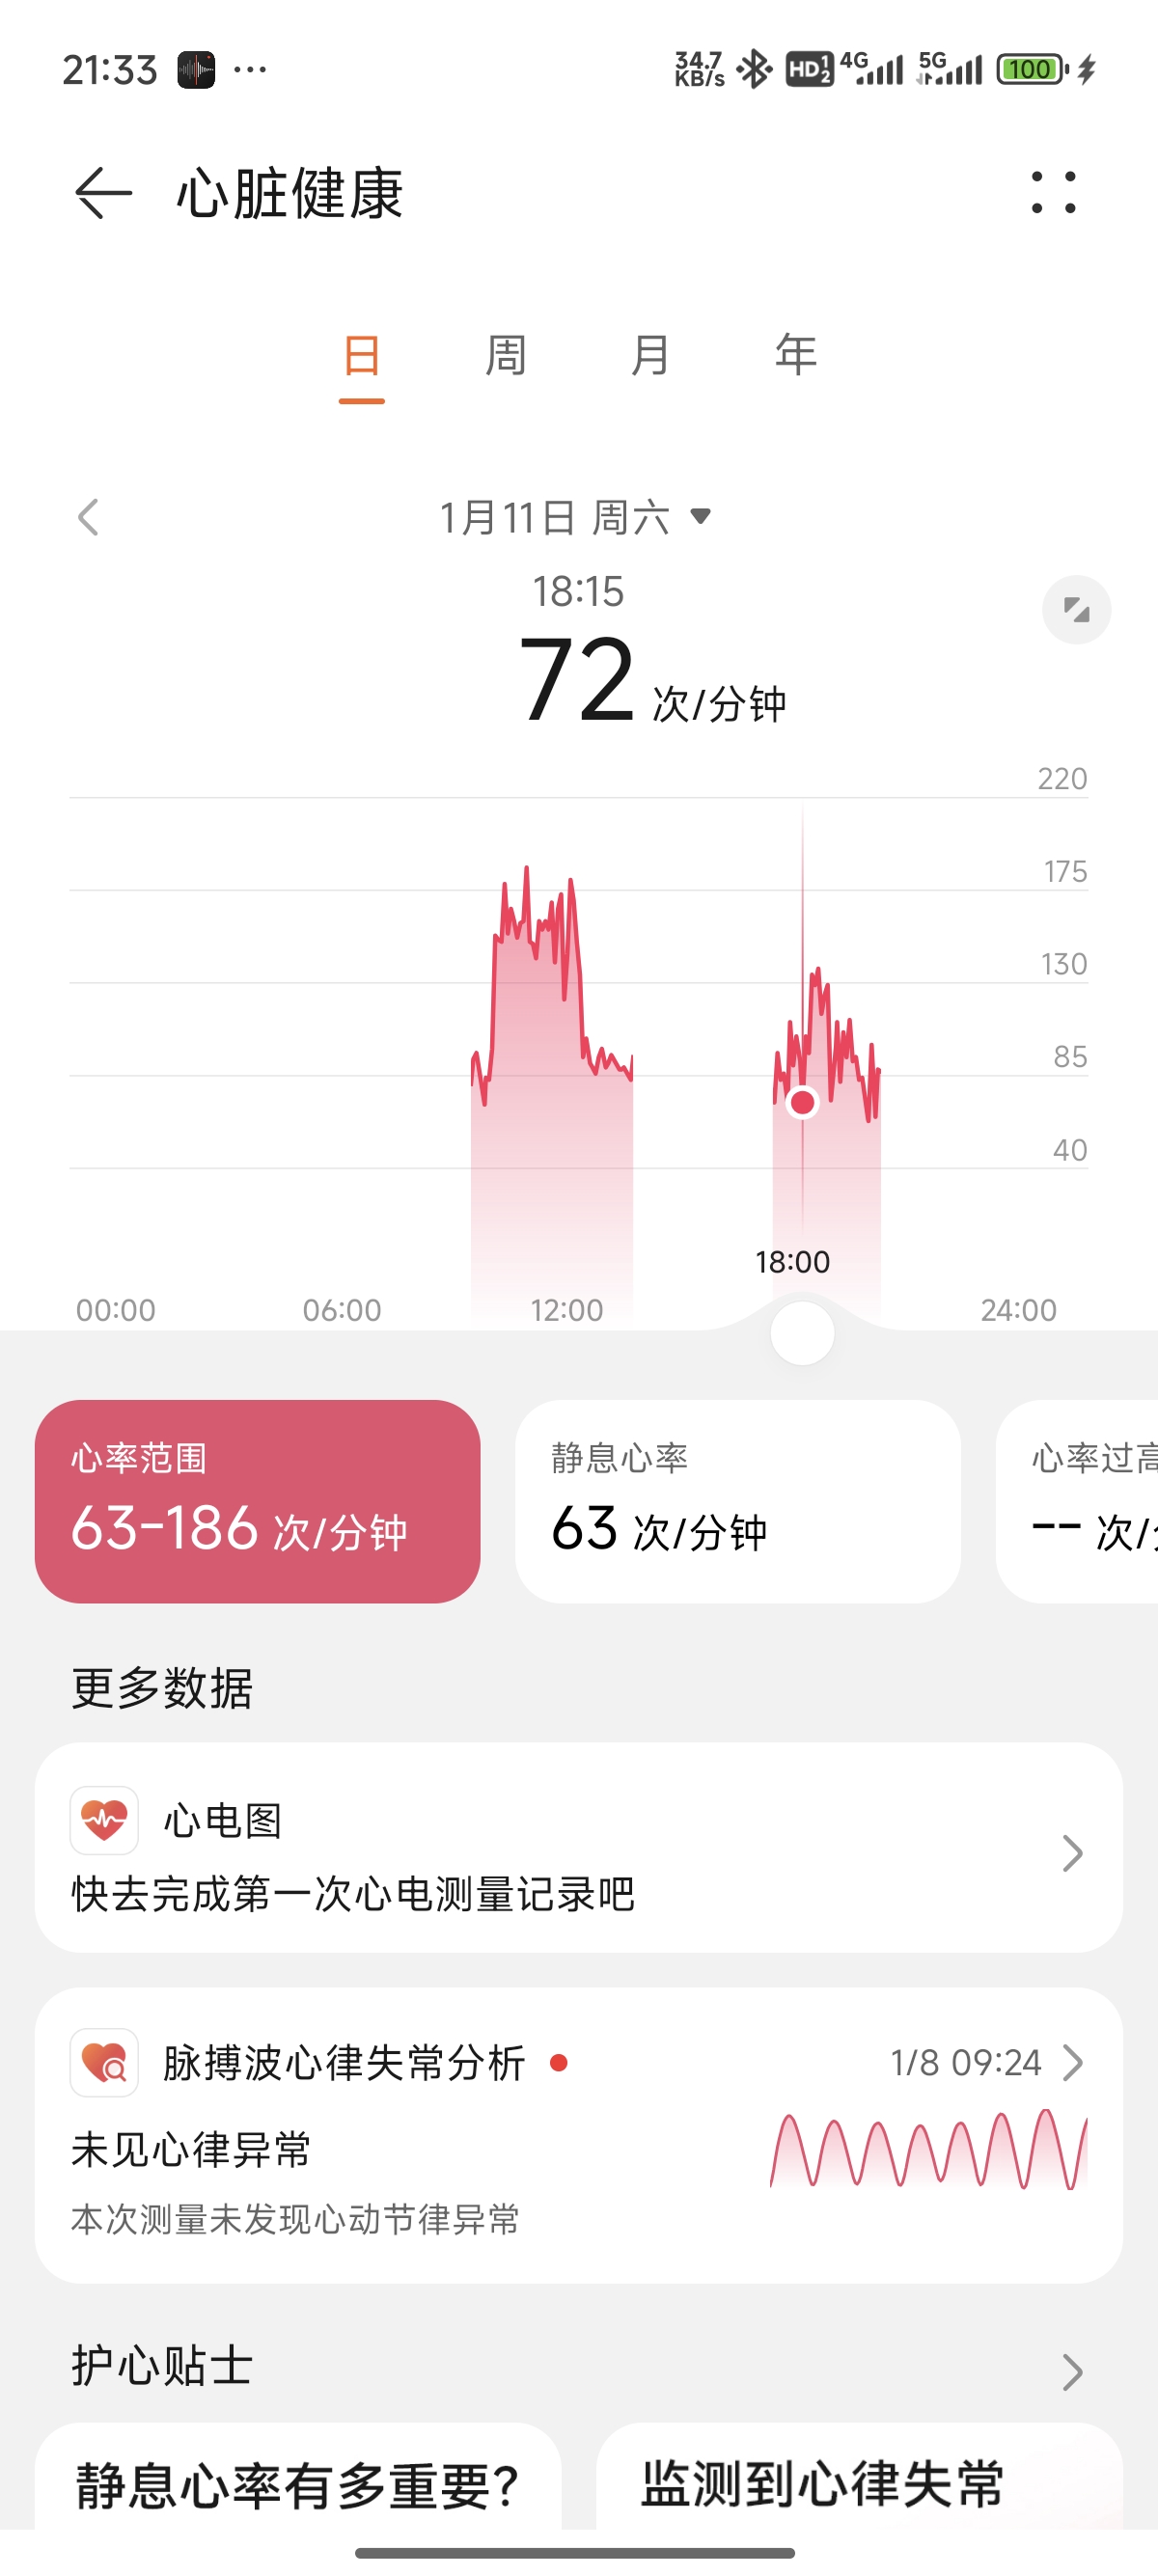 21:33 ··· 34.7 KB/s HD 1 2 4G 5G 100
心脏健康
日 周 月 年
1月11日 周六
18:15
72 次/分钟
220
175
130
85
40
18:00
00:00 06:00 12:00 24:00
心率范围
63-186 次/分钟
静息心率
63 次/分钟
心率过高
-- 次/分
更多数据
心电图
快去完成第一次心电测量记录吧
脉搏波心律失常分析 1/8 09:24
未见心律异常
本次测量未发现心动节律异常
护心贴士
静息心率有多重要?
监测到心律失常